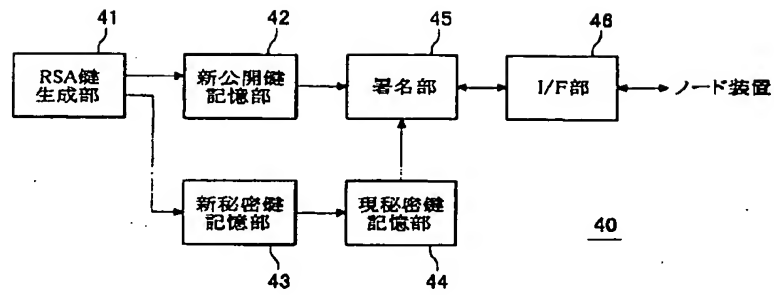 41
42
45
46
RSA鍵
生成部
新公開鍵
記憶部
署名部
I/F部
ノード装置
新秘密鍵
記憶部
現秘密鍵
記憶部
40
43
44